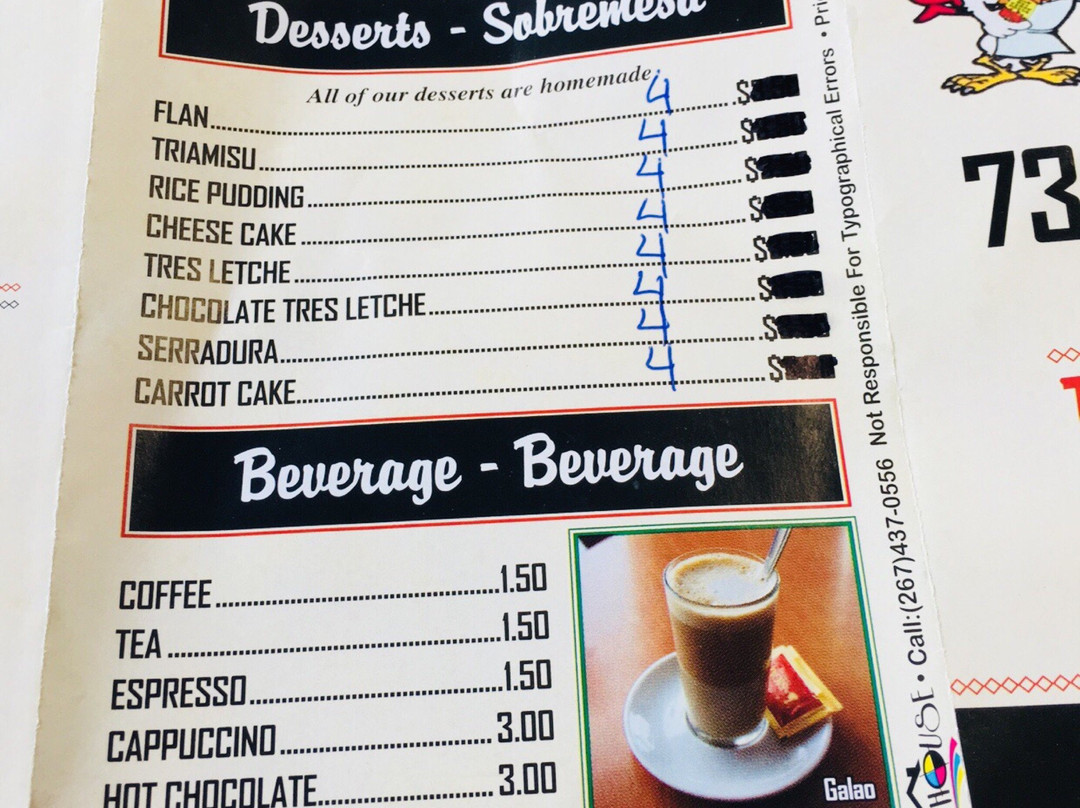 Desserts - Sobremesa
All of our desserts are homemade.
FLAN........ 4 ..$
TRIAMISU........ 4 ..$
RICE PUDDING........ 4 ..$
CHEESE CAKE........ 4 ..$
TRES LETCHE........ 4 ..$
CHOCOLATE TRES LETCHE........ 4 ..$
SERRADURA........ 4 ..$
CARROT CAKE........ 4 ..$
Beverage - Beverage
COFFEE........1.50
TEA........1.50
ESPRESSO........1.50
CAPPUCCINO........3.00
HOT CHOCOLATE........3.00
Galao
HOUSE • Call:(267)437-0556 Not Responsible For Typographical Errors •
73